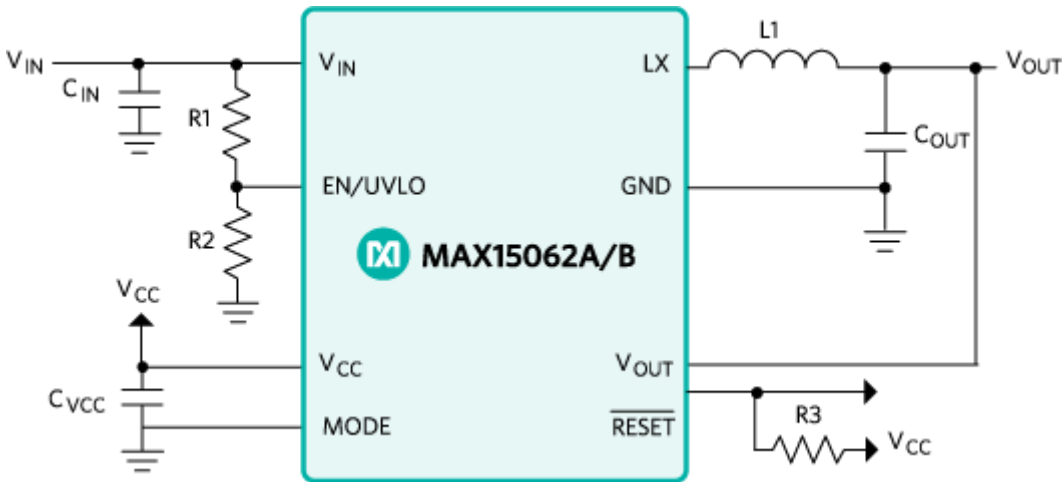 L1
VIN
VIN
LX
VOUT
CIN
R1
COUT
EN/UVLO
GND
R2
MAX15062A/B
VCC
VCC
VOUT
CVCC
R3
MODE
RESET
VCC